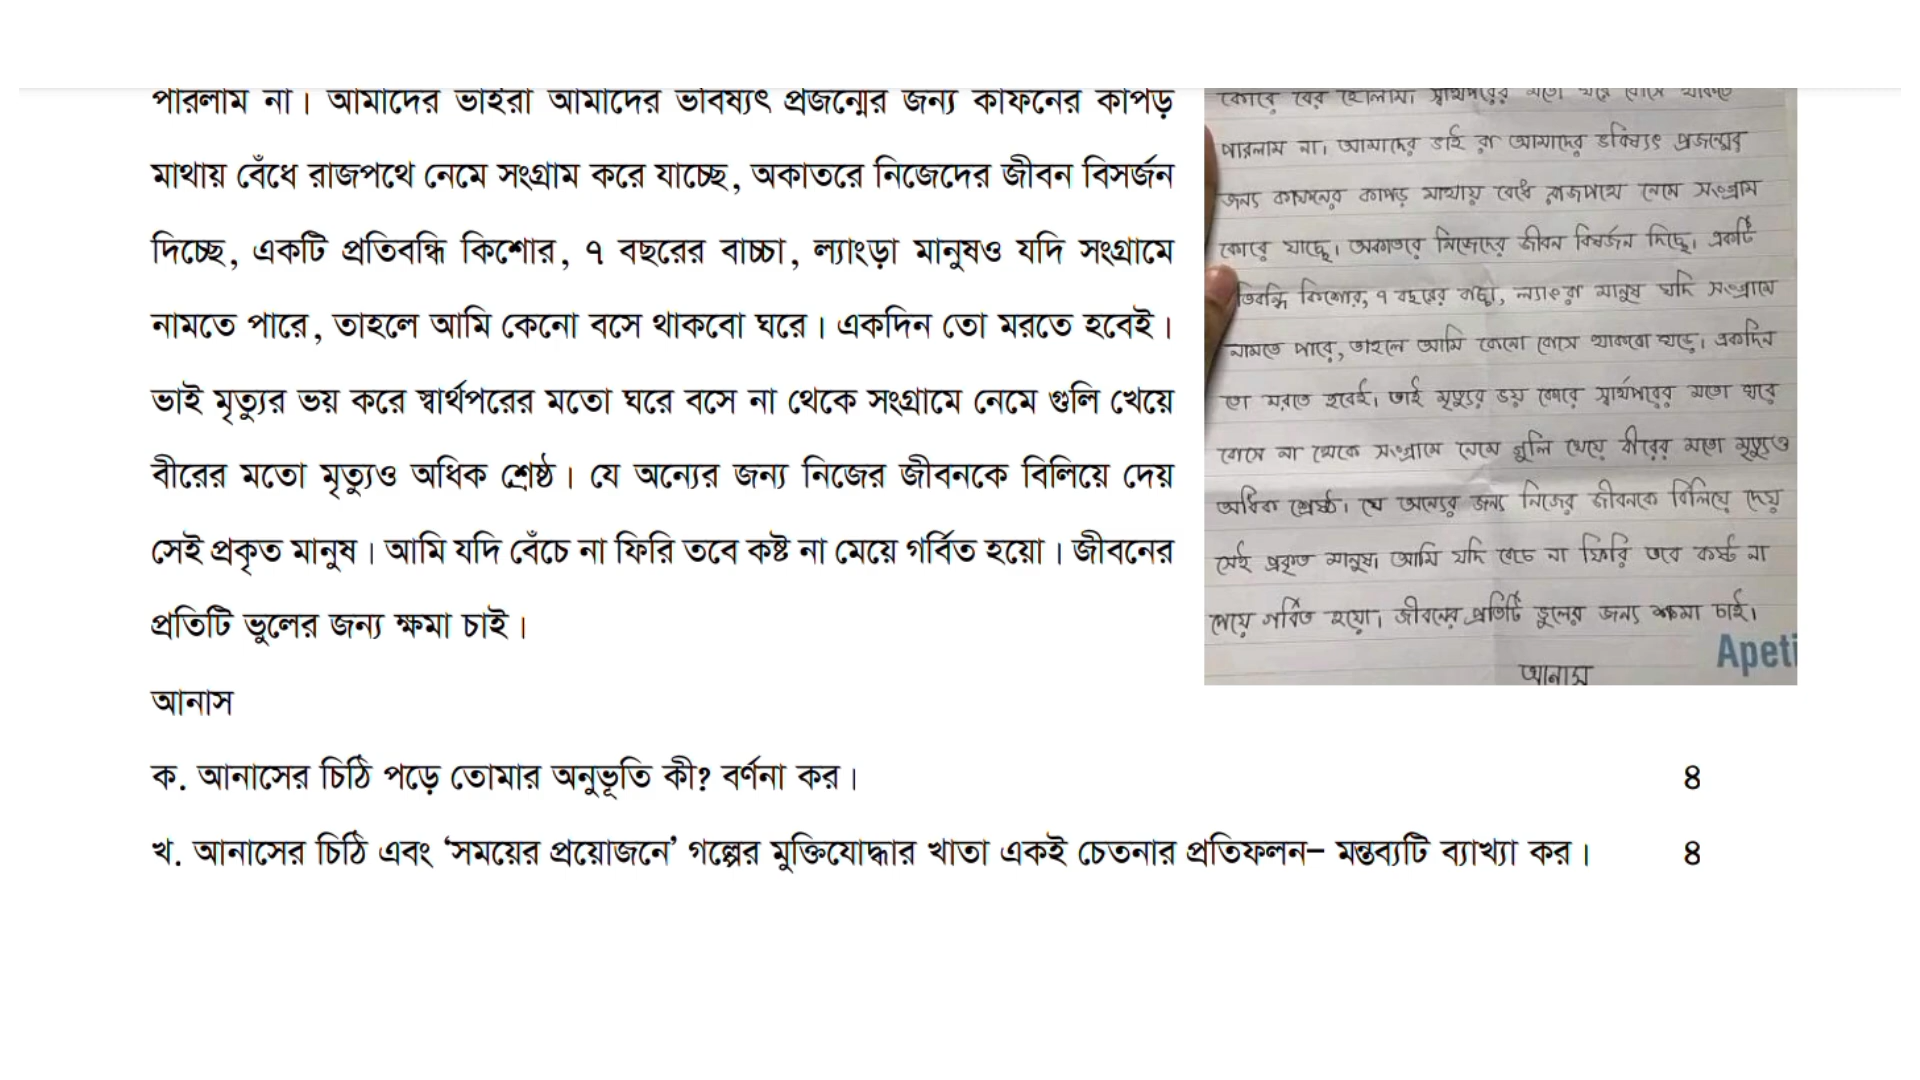 পারলাম না। আমাদের ভাইরা আমাদের ভবিষ্যৎ প্রজন্মের জন্য কাফনের কাপড়
মাথায় বেঁধে রাজপথে নেমে সংগ্রাম করে যাচ্ছে, অকাতরে নিজেদের জীবন বিসর্জন
দিচ্ছে, একটি প্রতিবন্ধি কিশোর, ৭ বছরের বাচ্চা, ল্যাংড়া মানুষও যদি সংগ্রামে
নামতে পারে, তাহলে আমি কেনো বসে থাকবো ঘরে। একদিন তো মরতে হবেই।
ভাই মৃত্যুর ভয় করে স্বার্থপরের মতো ঘরে বসে না থেকে সংগ্রামে নেমে গুলি খেয়ে
বীরের মতো মৃত্যুও অধিক শ্রেষ্ঠ। যে অন্যের জন্য নিজের জীবনকে বিলিয়ে দেয়
সেই প্রকৃত মানুষ। আমি যদি বেঁচে না ফিরি তবে কষ্ট না মেয়ে গর্বিত হয়ো। জীবনের
প্রতিটি ভুলের জন্য ক্ষমা চাই।
আনাস
কোরে বের হোলাম। স্বার্থপরের মতো ঘরে বোসে থাকতে
পারলাম না। আমাদের ভাই রা আমাদের ভবিষ্যৎ প্রজন্মের
জন্য কাফনের কাপড় মাথায় বেধে রাজপথে নেমে সংগ্রাম
কোরে যাচ্ছে। অকাতরে নিজেদের জীবন বিষর্জন দিচ্ছে। একটি
তিবন্ধি কিশোর, ৭ বছরের বাচ্চা, ল্যাংরা মানুষ যদি সংগ্রামে
নামতে পারে, তাহলে আমি কেনো বোসে থাকবো ঘড়ে। একদিন
তো মরতে হবেই। তাই মৃত্যুর ভয় কোরে স্বার্থপরের মতো ঘরে
বোসে না থেকে সংগ্রামে নেমে গুলি খেয়ে বীরের মতো মৃত্যুও
অধিক শ্রেষ্ঠ। যে অন্যের জন্য নিজের জীবনকে বিলিয়ে দেয়
সেই প্রকৃত মানুষ। আমি যদি বেচে না ফিরি তবে কষ্ট না
পেয়ে গর্বিত হয়ো। জীবনের প্রতিটি ভুলের জন্য ক্ষমা চাই।
Apeti
আনাস
ক. আনাসের চিঠি পড়ে তোমার অনুভূতি কী? বর্ণনা কর। ৪
খ. আনাসের চিঠি এবং ‘সময়ের প্রয়োজনে’ গল্পের মুক্তিযোদ্ধার খাতা একই চেতনার প্রতিফলন– মন্তব্যটি ব্যাখ্যা কর। ৪